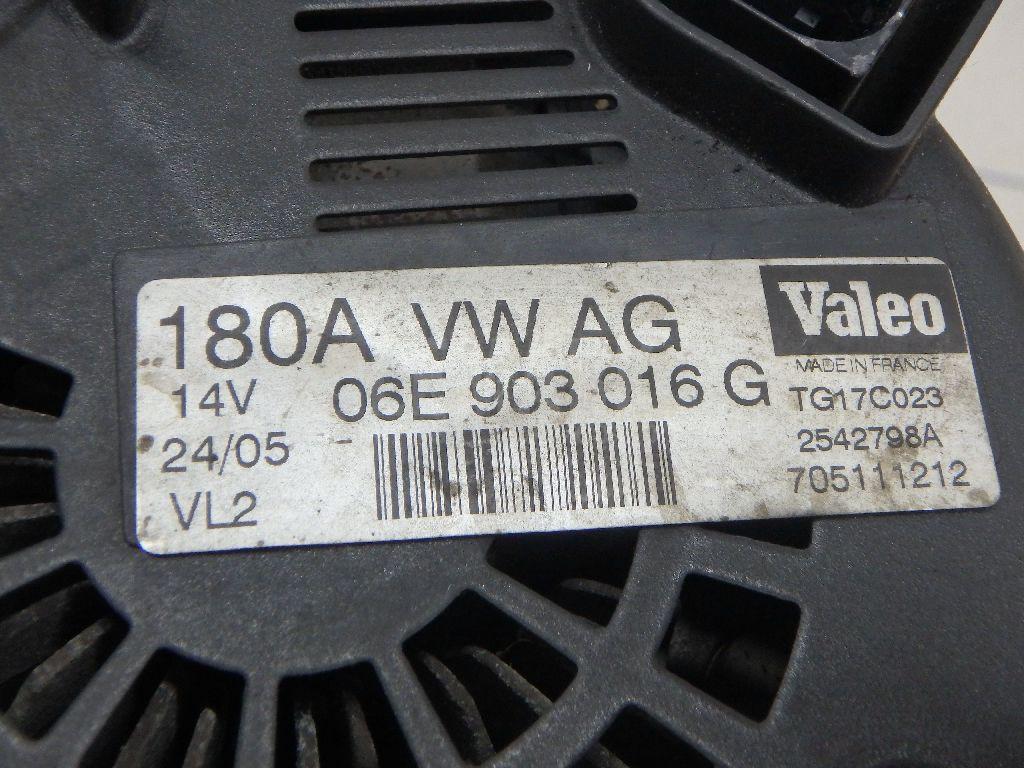 180A VW AG
Valeo
MADE IN FRANCE
14V 06E 903 016 G TG17C023
24/05 2542798A
VL2 705111212